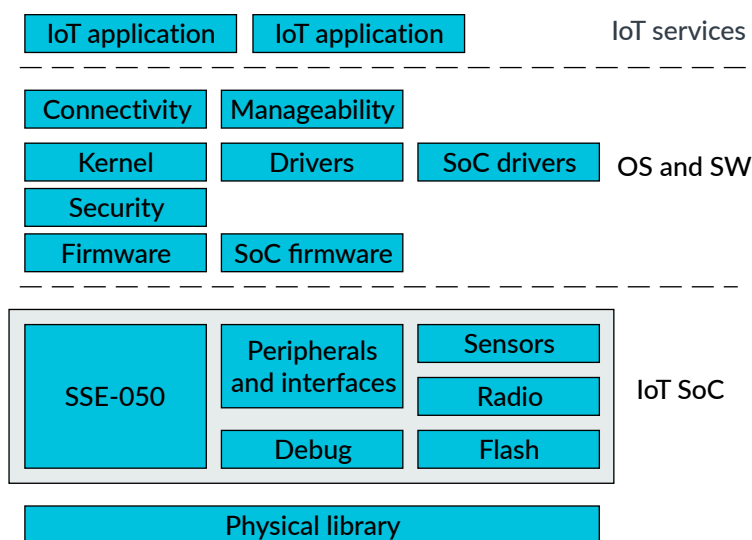 IoT application
IoT application
IoT services
Connectivity
Manageability
Kernel
Drivers
SoC drivers
OS and SW
Security
Firmware
SoC firmware
SSE-050
Peripherals
and interfaces
Sensors
Radio
IoT SoC
Debug
Flash
Physical library